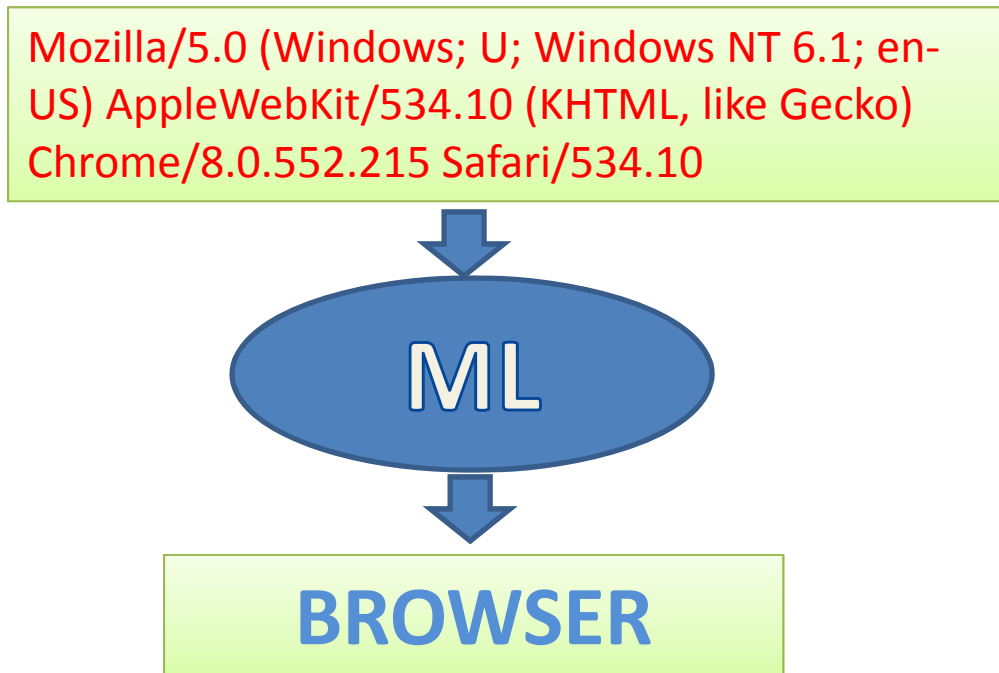 Mozilla/5.0 (Windows; U; Windows NT 6.1; en-
US) AppleWebKit/534.10 (KHTML, like Gecko)
Chrome/8.0.552.215 Safari/534.10
ML
BROWSER